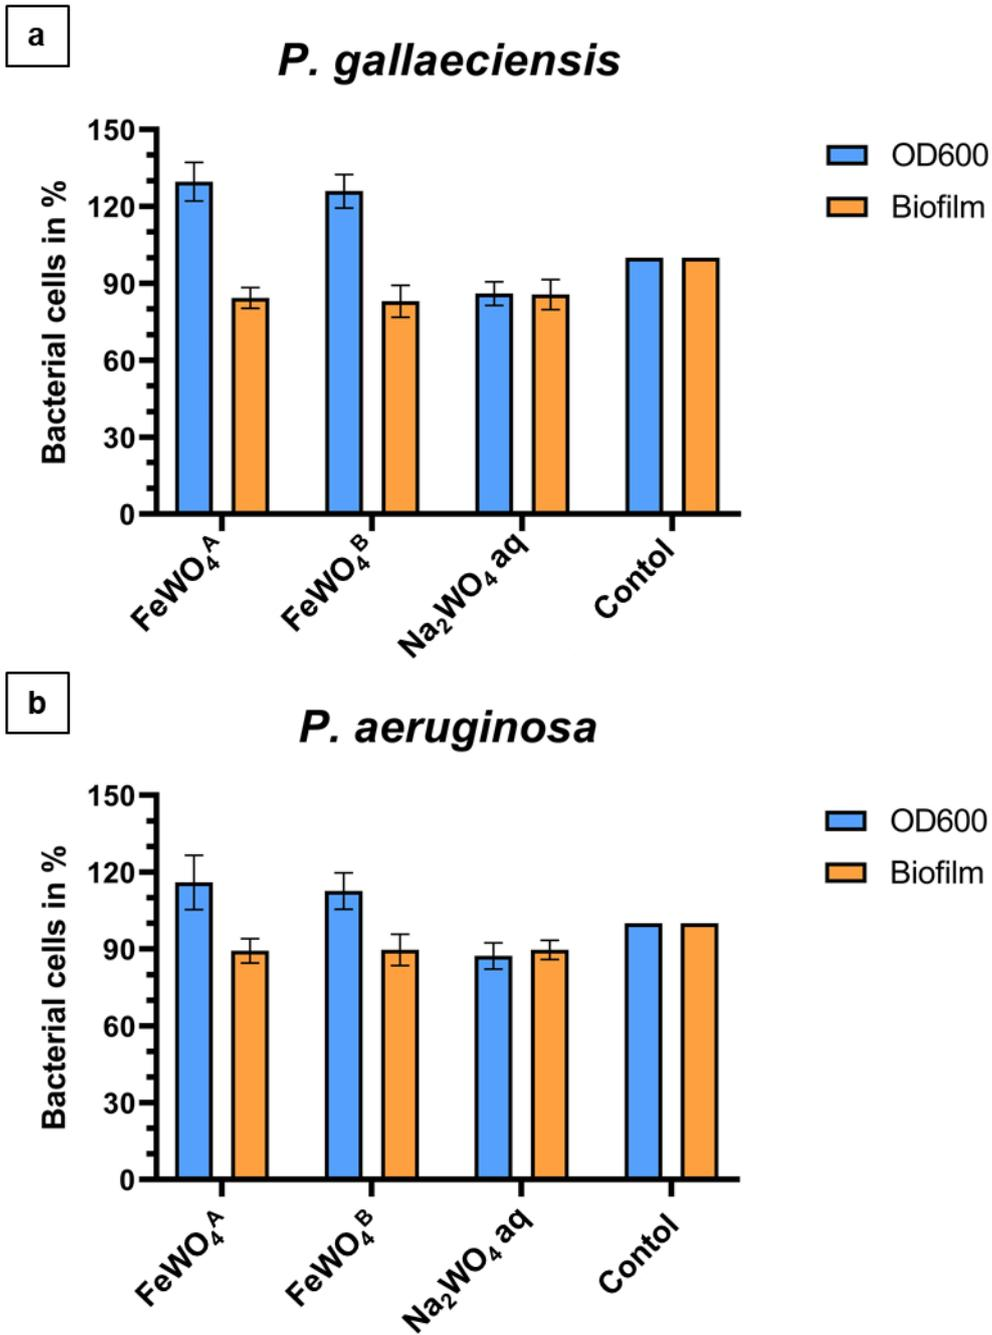 a
P. gallaeciensis
150
120
90
60
30
0
Bacterial cells in %
OD600
Biofilm
FeWO₄ᴬ
FeWO₄ᴮ
Na₂WO₄ aq
Contol
b
P. aeruginosa
150
120
90
60
30
0
Bacterial cells in %
OD600
Biofilm
FeWO₄ᴬ
FeWO₄ᴮ
Na₂WO₄ aq
Contol